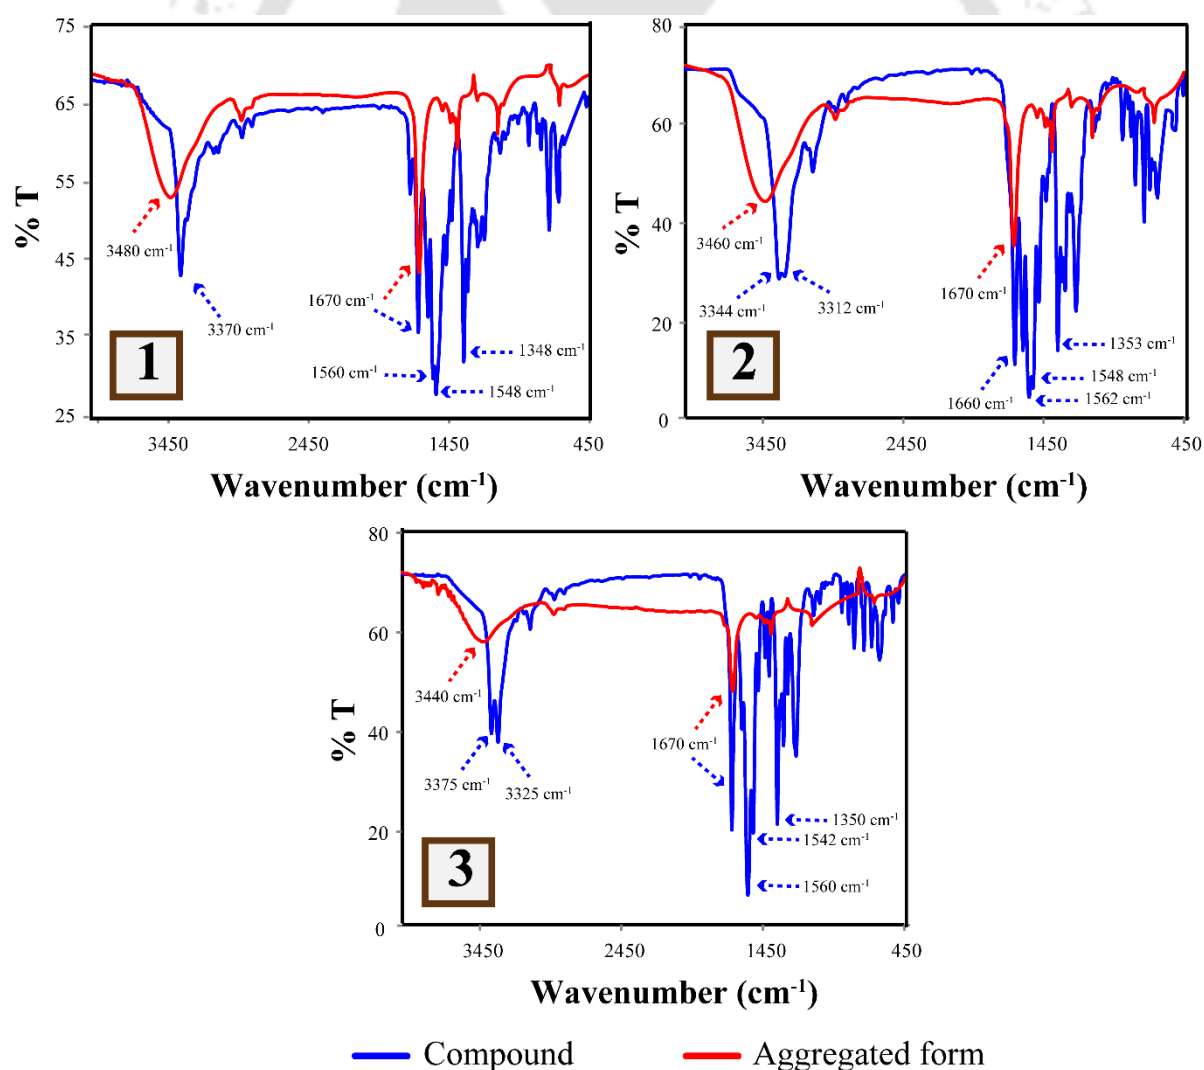 75
65
55
45
35
25
% T
3480 cm-1
3370 cm-1
1670 cm-1
1560 cm-1
1348 cm-1
1548 cm-1
1
3450
2450
1450
450
Wavenumber (cm-1)
80
60
40
20
0
% T
3460 cm-1
3344 cm-1
3312 cm-1
1670 cm-1
1660 cm-1
1353 cm-1
1548 cm-1
1562 cm-1
2
3450
2450
1450
450
Wavenumber (cm-1)
80
60
40
20
0
% T
3440 cm-1
3375 cm-1
3325 cm-1
1670 cm-1
1350 cm-1
1542 cm-1
1560 cm-1
3
3450
2450
1450
450
Wavenumber (cm-1)
Compound
Aggregated form